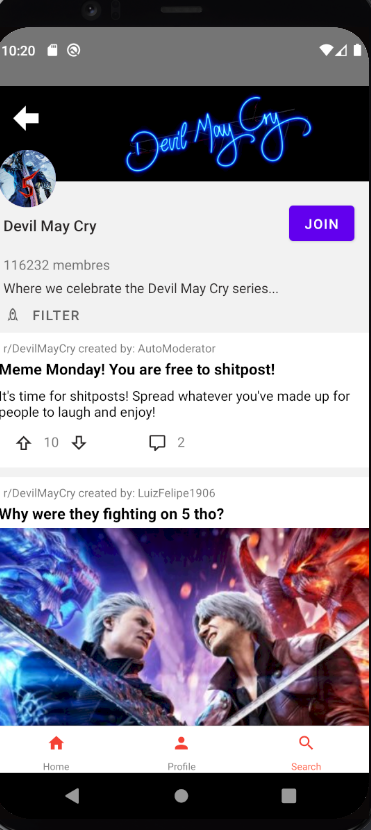 10:20
Devil May Cry
Devil May Cry
JOIN
116232 membres
Where we celebrate the Devil May Cry series...
FILTER
r/DevilMayCry created by: AutoModerator
Meme Monday! You are free to shitpost!
It's time for shitposts! Spread whatever you've made up for
people to laugh and enjoy!
10
2
r/DevilMayCry created by: LuizFelipe1906
Why were they fighting on 5 tho?
Home
Profile
Search